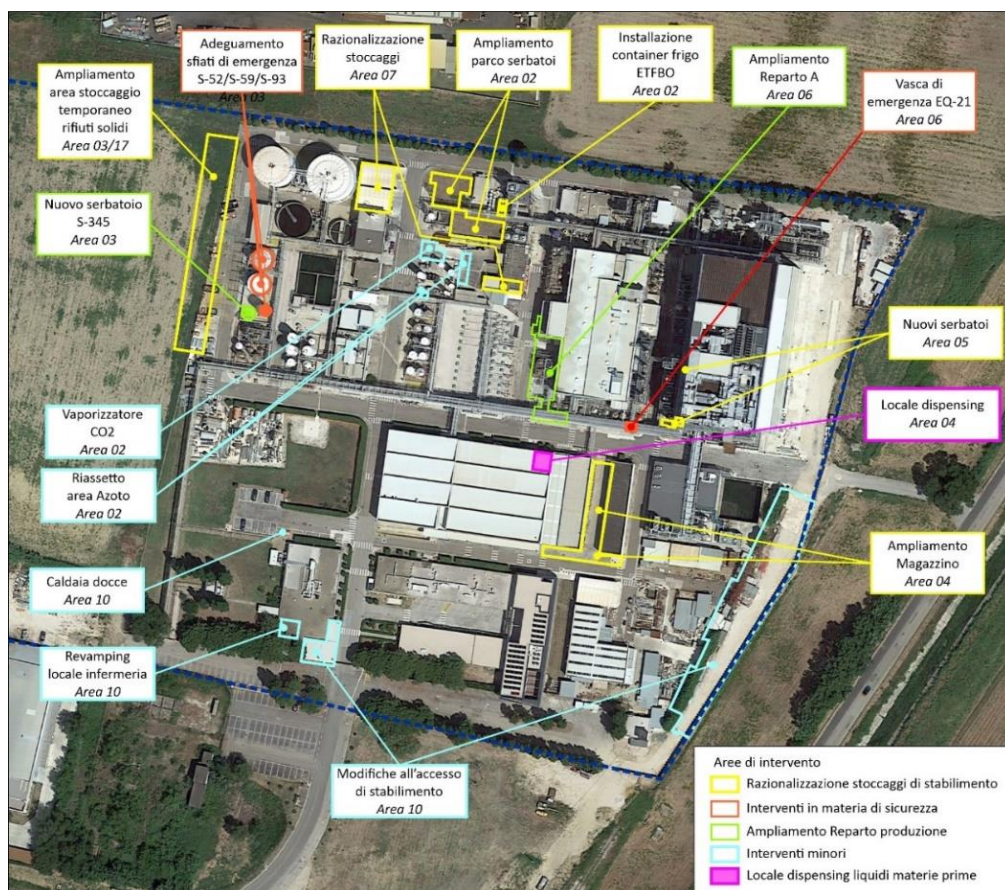 Adeguamento
sfiati di emergenza
S-52/S-59/S-93
Area 03
Razionalizzazione
stoccaggi
Area 07
Ampliamento
parco serbatoi
Area 02
Installazione
container frigo
ETFBO
Area 02
Ampliamento
Reparto A
Area 06
Vasca di
emergenza EQ-21
Area 06
Ampliamento
area stoccaggio
temporaneo
rifiuti solidi
Area 03/17
Nuovo serbatoio
S-345
Area 03
Nuovi serbatoi
Area 05
Locale dispensing
Area 04
Vaporizzatore
CO2
Area 02
Riassetto
area Azoto
Area 02
Ampliamento
Magazzino
Area 04
Caldaia docce
Area 10
Revamping
locale infermeria
Area 10
Modifiche all'accesso
di stabilimento
Area 10
Aree di intervento
Razionalizzazione stoccaggi di stabilimento
Interventi in materia di sicurezza
Ampliamento Reparto produzione
Interventi minori
Locale dispensing liquidi materie prime